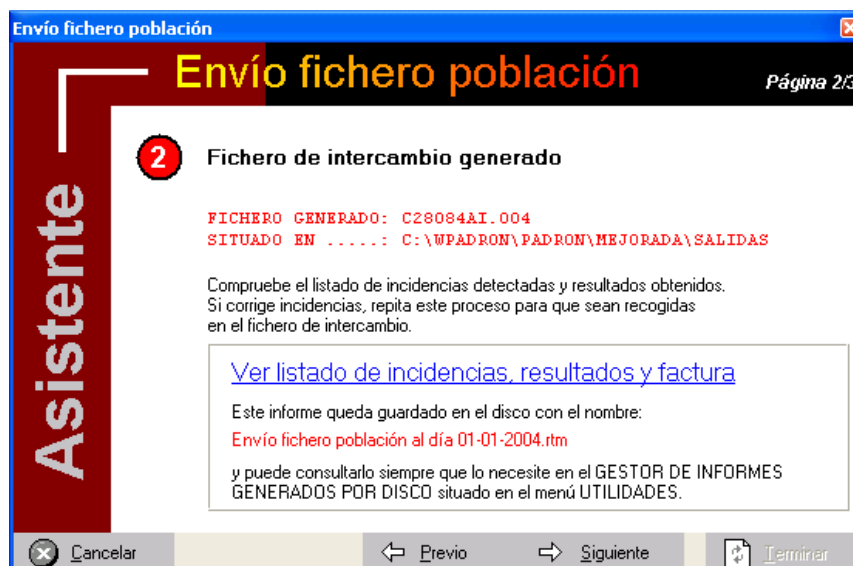 Envío fichero población
Envío fichero población
Página 2/3
Asistente
2
Fichero de intercambio generado
FICHERO GENERADO: C28084AI.004
SITUADO EN .....: C:\WPADRON\PADRON\MEJORADA\SALIDAS
Compruebe el listado de incidencias detectadas y resultados obtenidos.
Si corrige incidencias, repita este proceso para que sean recogidas
en el fichero de intercambio.
Ver listado de incidencias, resultados y factura
Este informe queda guardado en el disco con el nombre:
Envío fichero población al día 01-01-2004.rtm
y puede consultarlo siempre que lo necesite en el GESTOR DE INFORMES
GENERADOS POR DISCO situado en el menú UTILIDADES.
Cancelar
Previo
Siguiente
Terminar